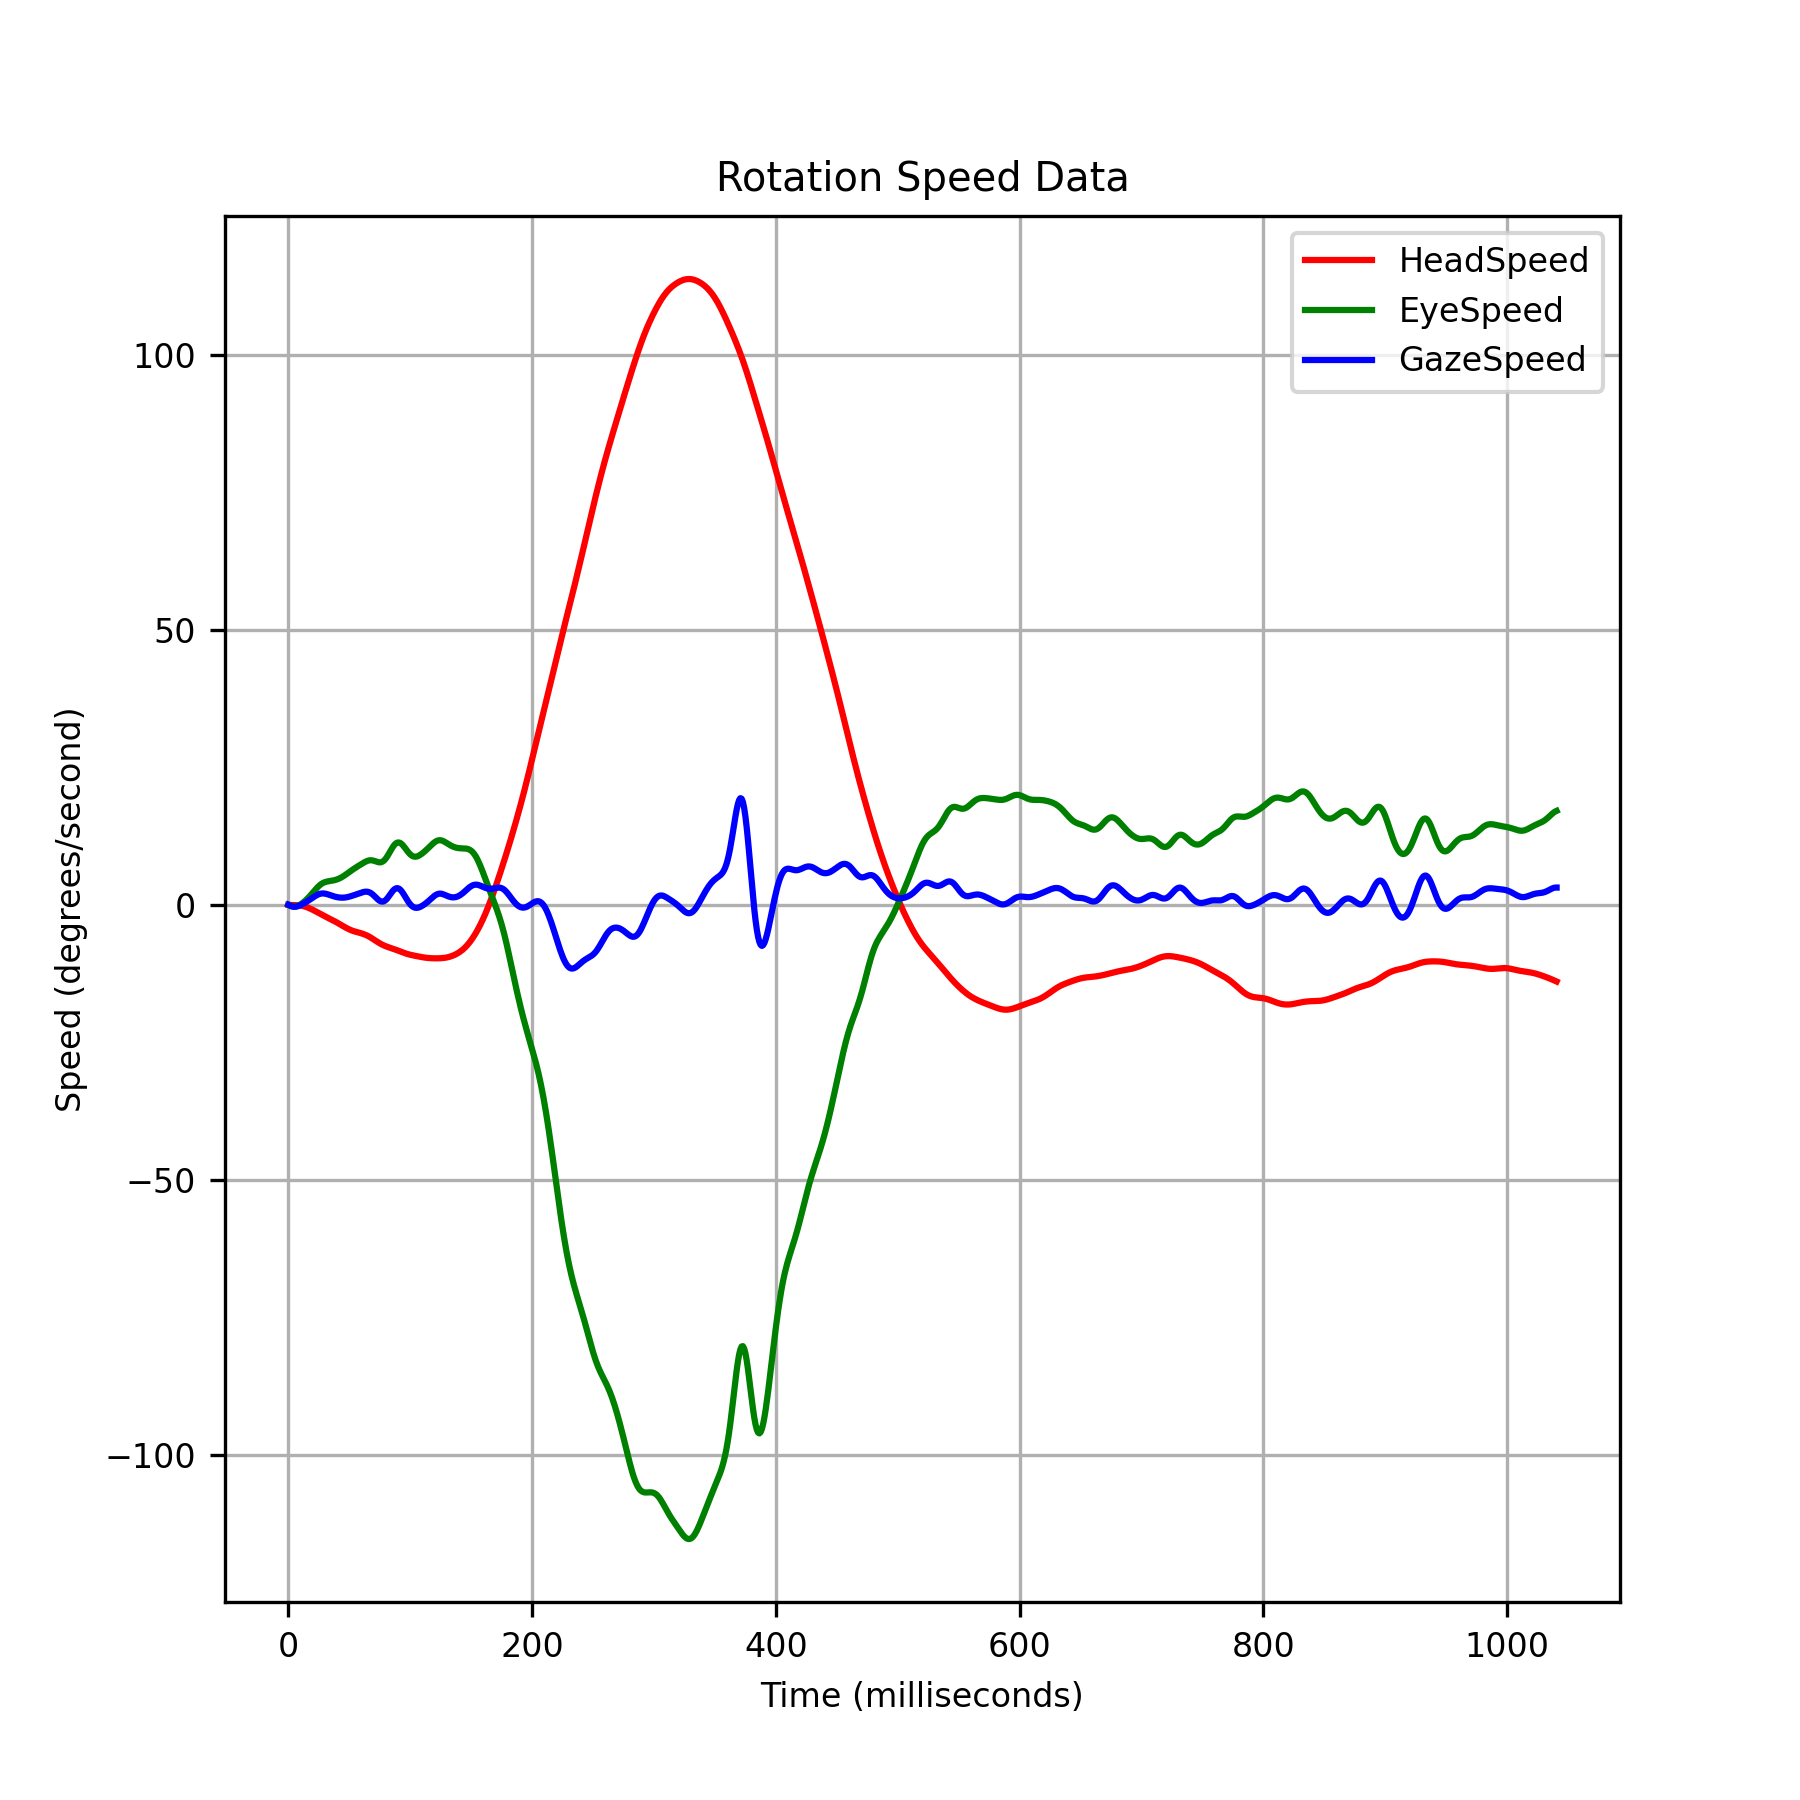 Rotation Speed Data
HeadSpeed
EyeSpeed
GazeSpeed
100
50
0
−50
−100
Speed (degrees/second)
0 200 400 600 800 1000
Time (milliseconds)